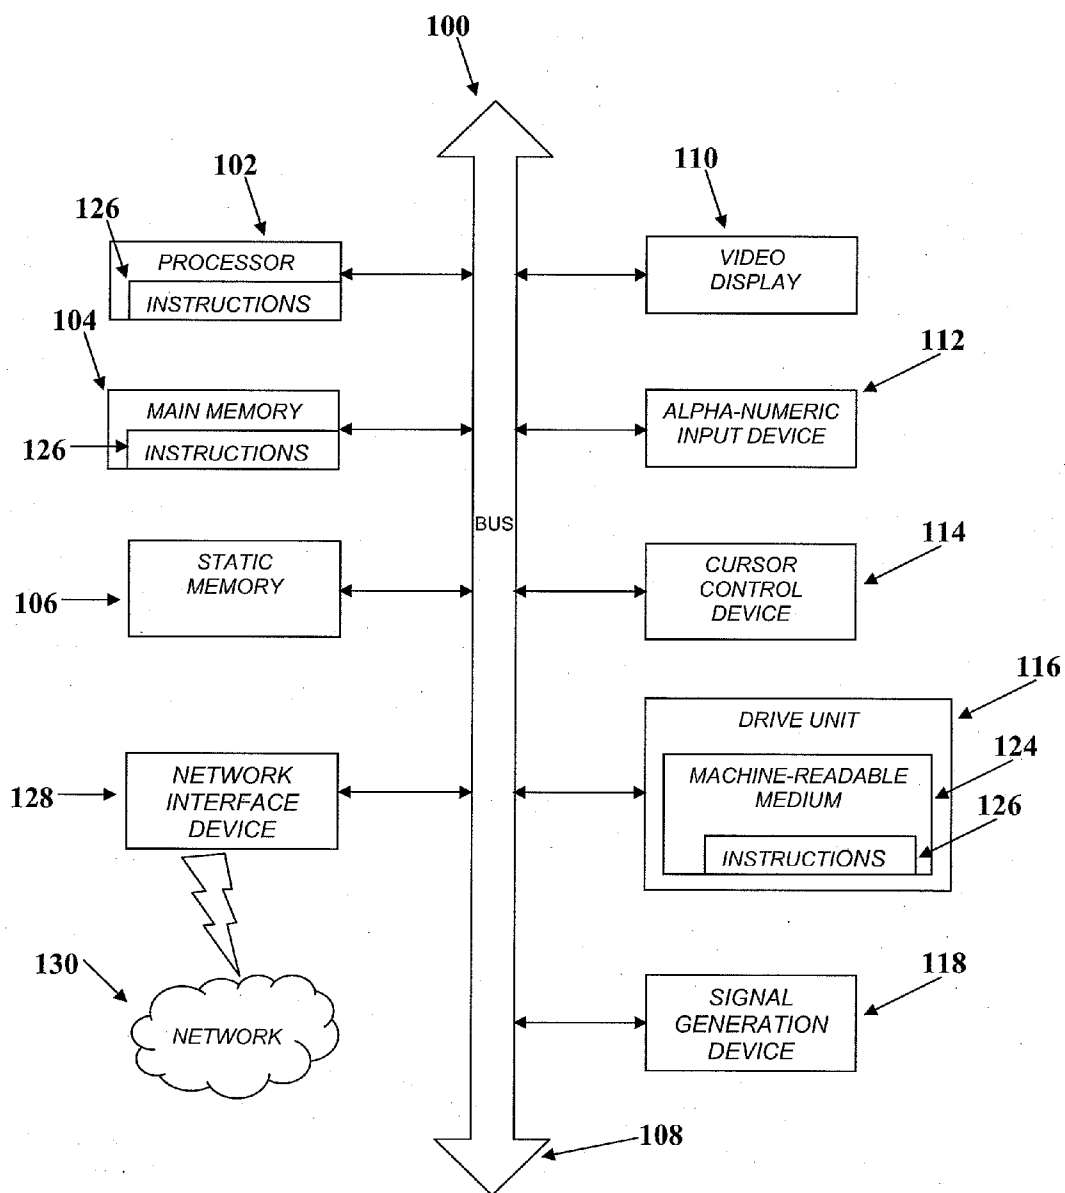 100
102
126
PROCESSOR
INSTRUCTIONS
104
MAIN MEMORY
126
INSTRUCTIONS
STATIC
MEMORY
106
NETWORK
INTERFACE
DEVICE
128
130
NETWORK
BUS
110
VIDEO
DISPLAY
112
ALPHA-NUMERIC
INPUT DEVICE
114
CURSOR
CONTROL
DEVICE
116
DRIVE UNIT
124
MACHINE-READABLE
MEDIUM
126
INSTRUCTIONS
118
SIGNAL
GENERATION
DEVICE
108